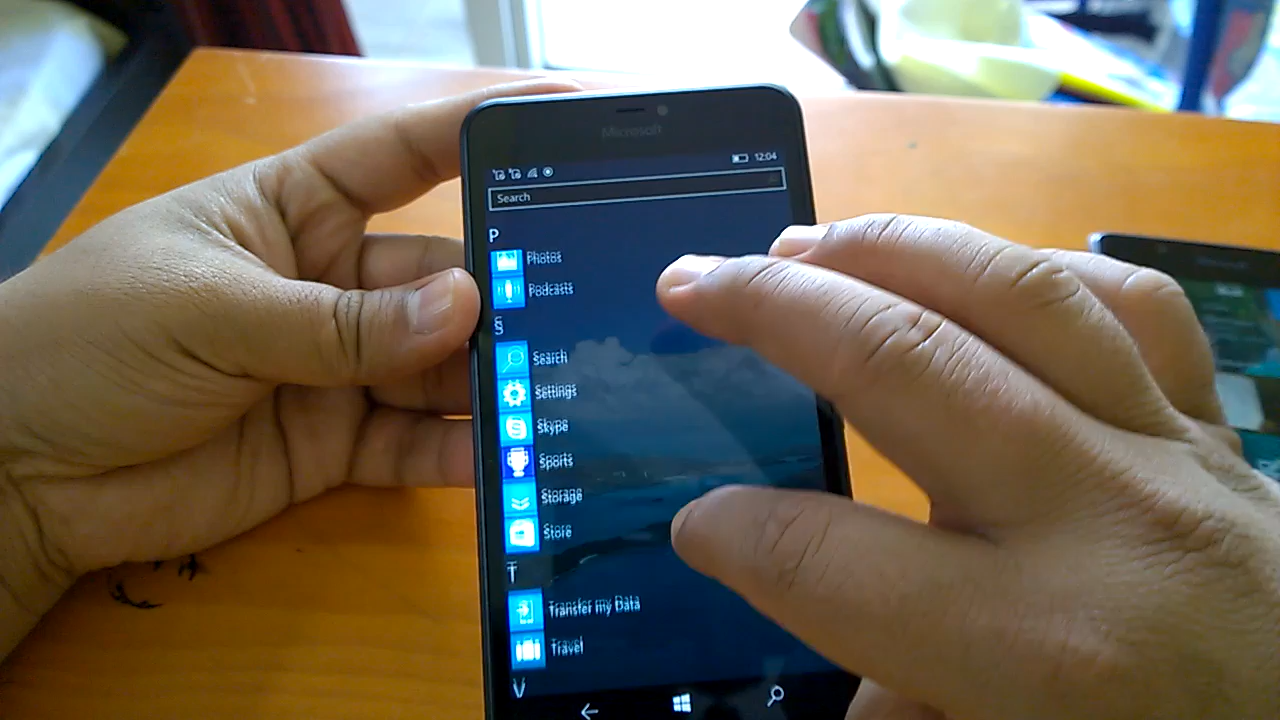 Microsoft
12:04
Search
P
Photos
Podcasts
S
Search
Settings
Skype
Sports
Storage
Store
T
Transfer my Data
Travel
V